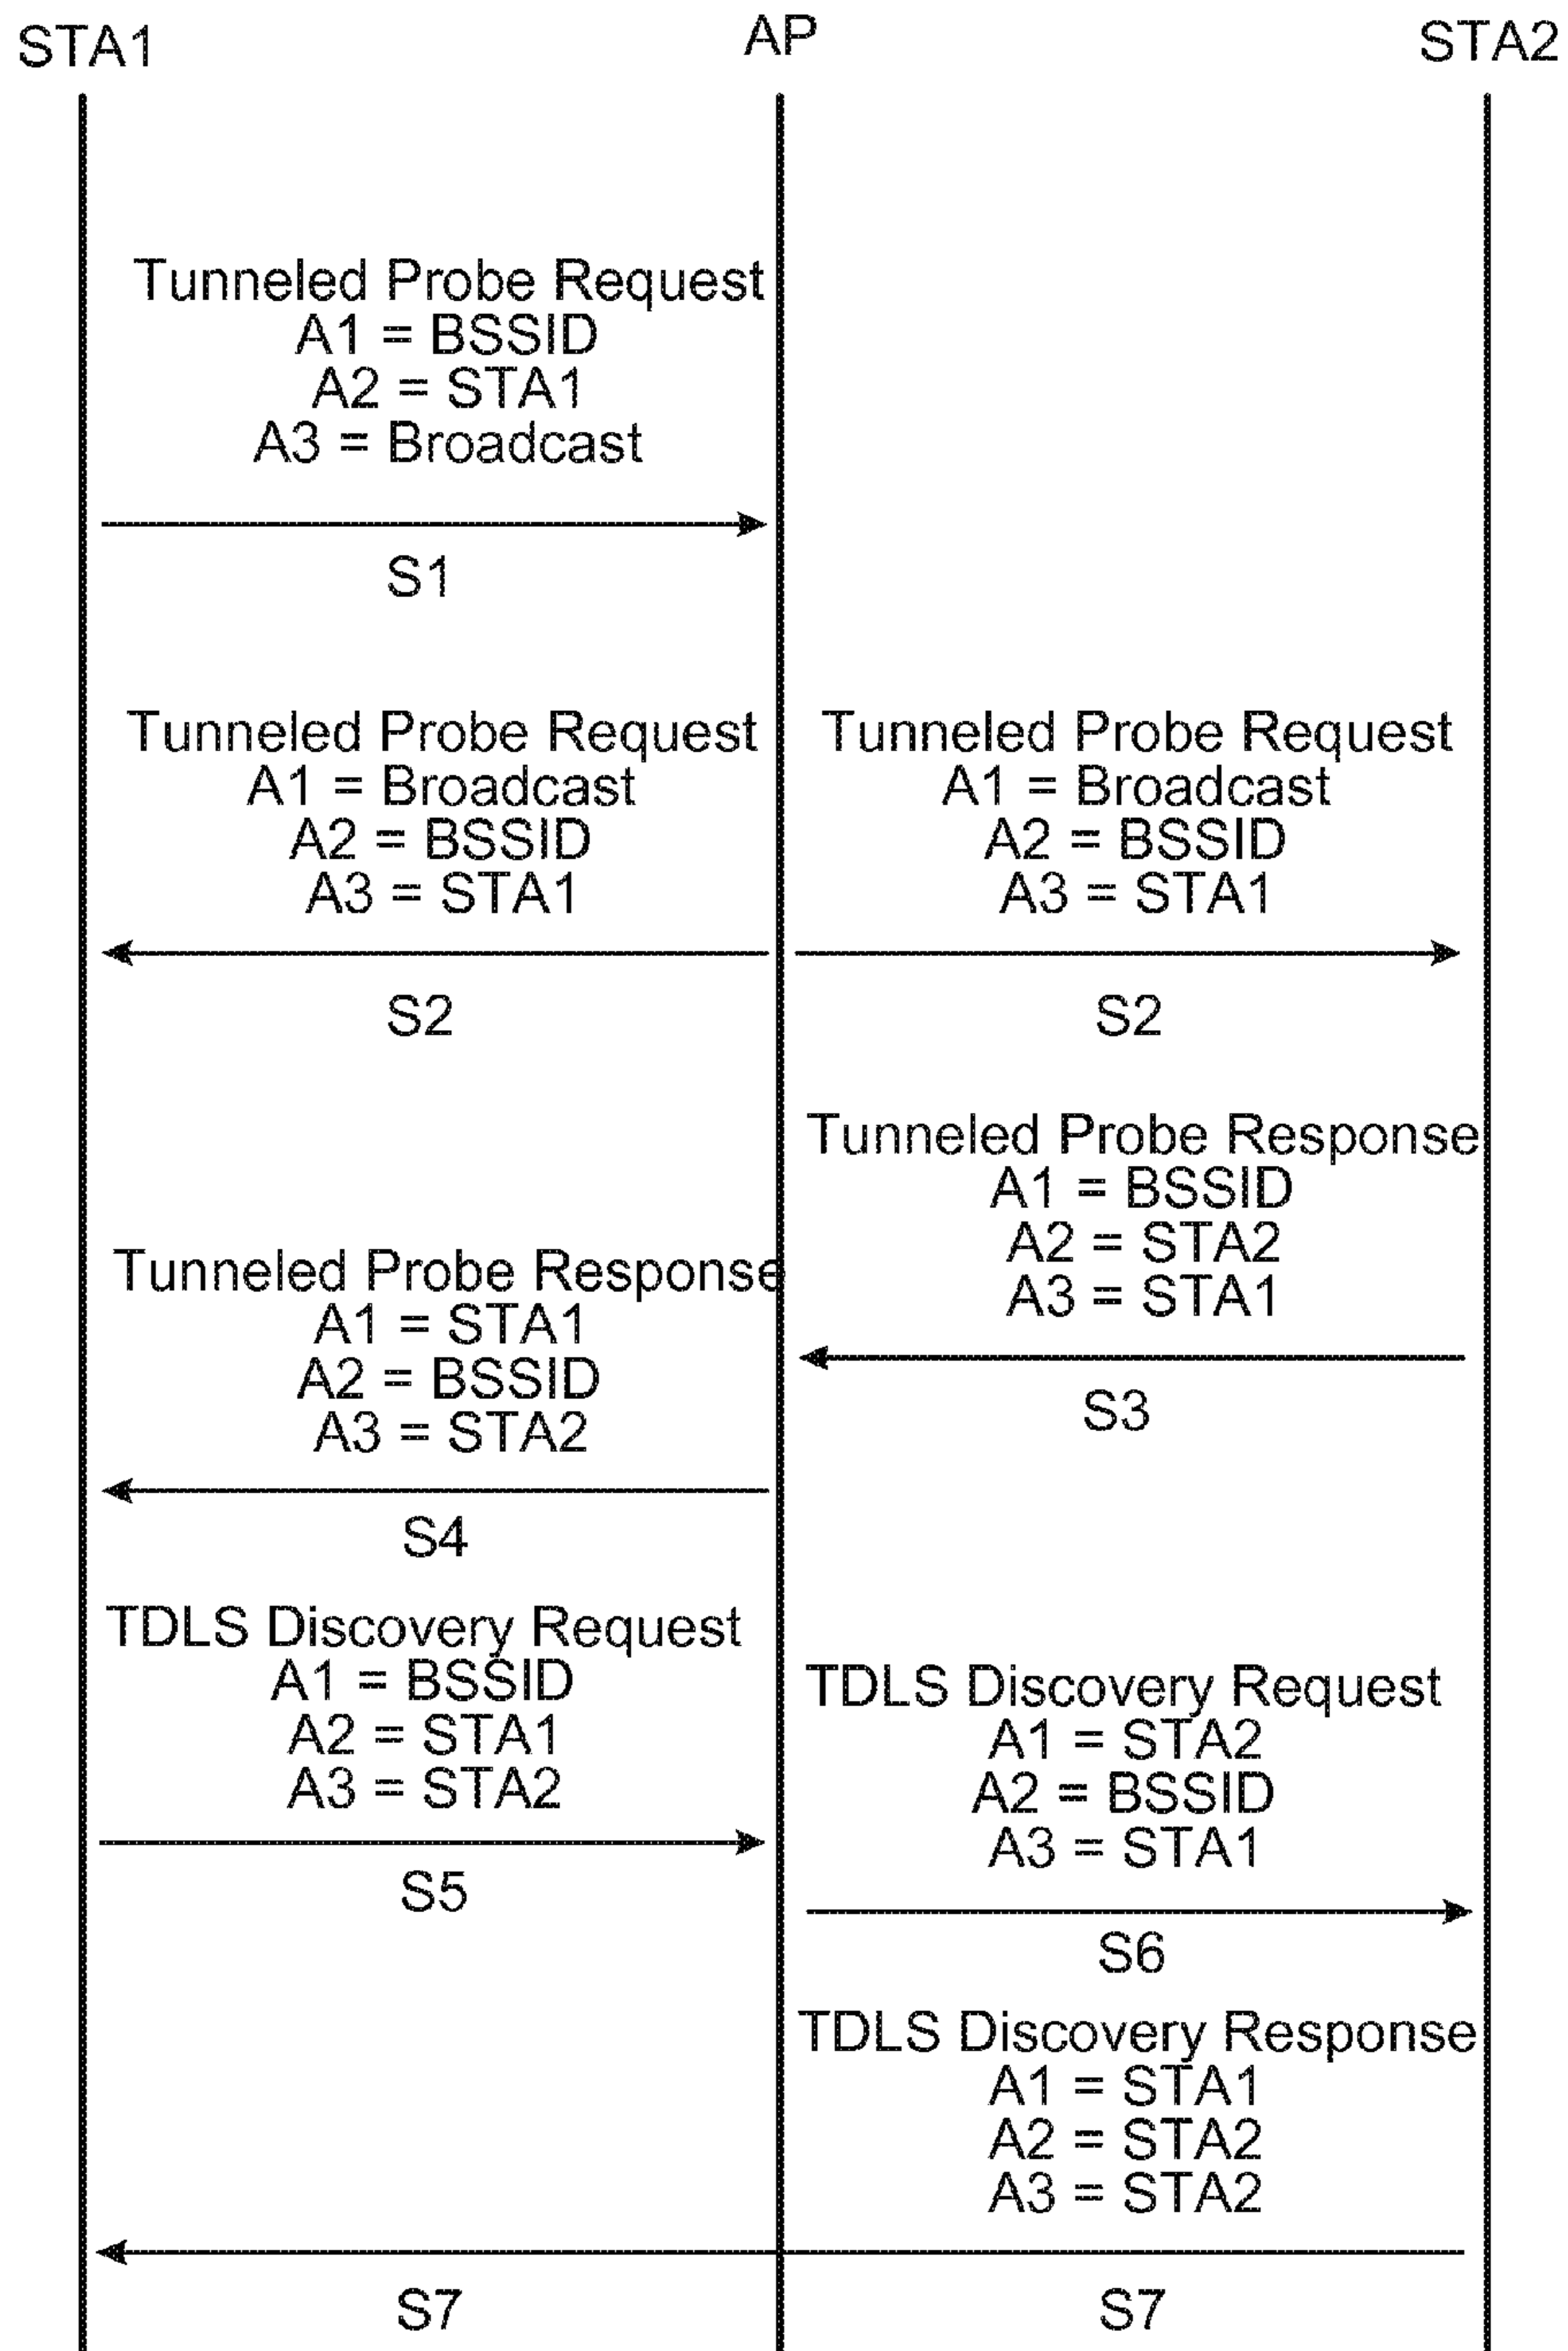 STA1
AP
STA2
Tunneled Probe Request
A1 = BSSID
A2 = STA1
A3 = Broadcast
S1
Tunneled Probe Request
A1 = Broadcast
A2 = BSSID
A3 = STA1
S2
Tunneled Probe Request
A1 = Broadcast
A2 = BSSID
A3 = STA1
S2
Tunneled Probe Response
A1 = BSSID
A2 = STA2
A3 = STA1
S3
Tunneled Probe Response
A1 = STA1
A2 = BSSID
A3 = STA2
S4
TDLS Discovery Request
A1 = BSSID
A2 = STA1
A3 = STA2
S5
TDLS Discovery Request
A1 = STA2
A2 = BSSID
A3 = STA1
S6
TDLS Discovery Response
A1 = STA1
A2 = STA2
A3 = STA2
S7
S7